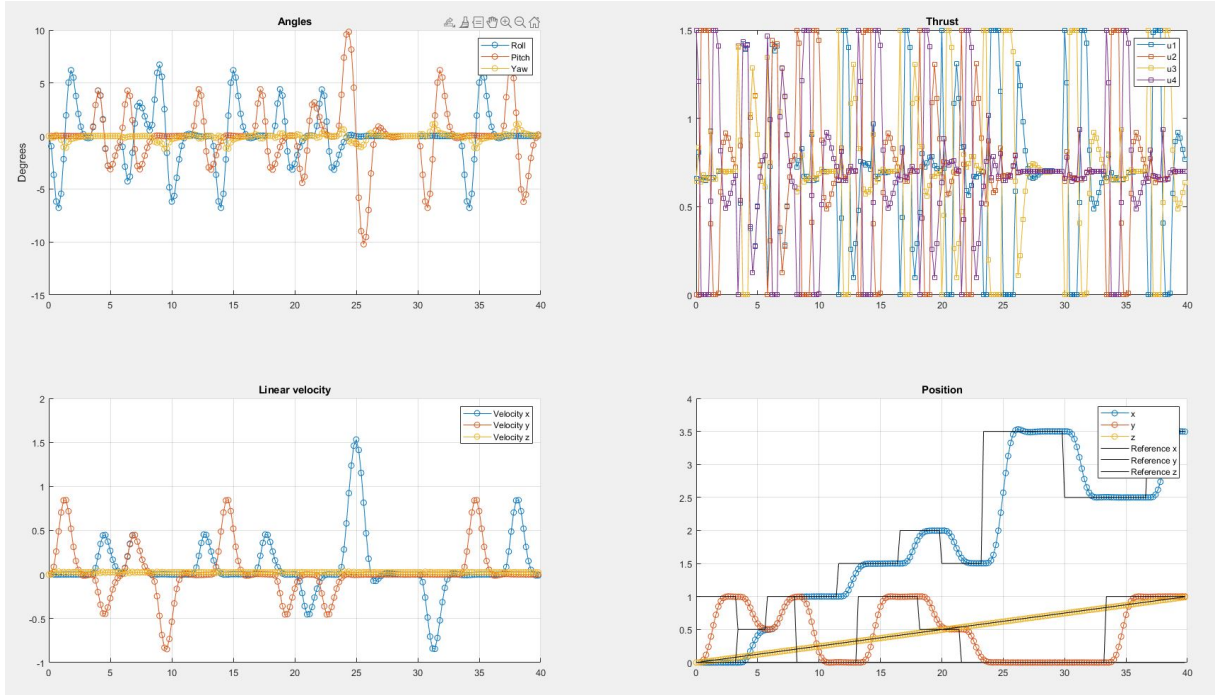 Angles
Degrees
10
5
0
-5
-10
-15
0 5 10 15 20 25 30 35 40
Roll
Pitch
Yaw
Thrust
1.5
1
0.5
0
0 5 10 15 20 25 30 35 40
u1
u2
u3
u4
Linear velocity
2
1.5
1
0.5
0
-0.5
-1
0 5 10 15 20 25 30 35 40
Velocity x
Velocity y
Velocity z
Position
4
3.5
3
2.5
2
1.5
1
0.5
0
0 5 10 15 20 25 30 35 40
x
y
z
Reference x
Reference y
Reference z